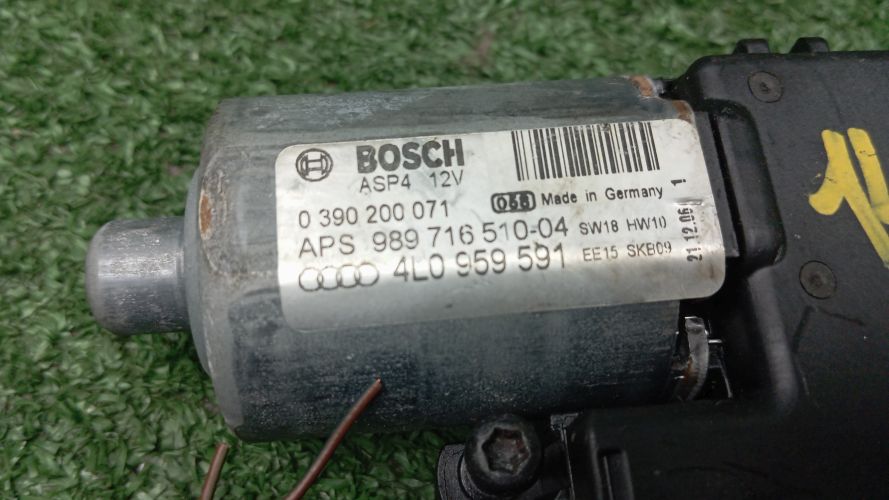 BOSCH
ASP4 12V
0 390 200 071
038 Made in Germany
APS 989 716 510-04 SW18 HW10
4L0 959 591 EE15 SKB09
21.12.06 1